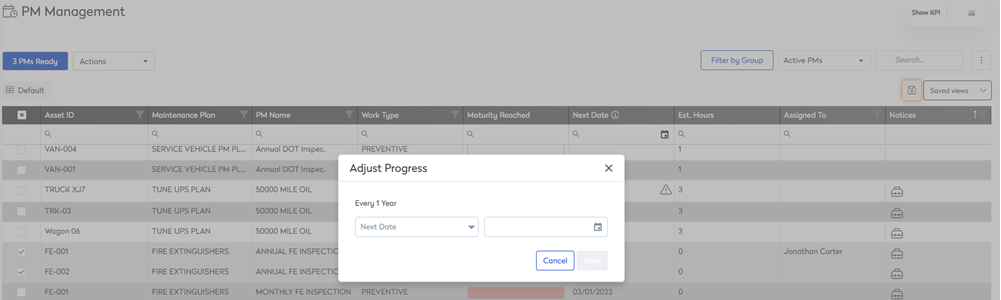 PM Management
Show KPI
3 PMs Ready Actions Filter by Group Active PMs Search...
Default Saved views
Asset ID Maintenance Plan PM Name Work Type Maturity Reached Next Date Est. Hours Assigned To Notices
VAN-004 SERVICE VEHICLE PM PL... Annual DOT Inspec. PREVENTIVE 1
VAN-001 SERVICE VEHICLE PM PL... Annual DOT Inspec. 1
TRUCK XJ7 TUNE UPS PLAN 50000 MILE OIL 3
TRK-03 TUNE UPS PLAN 50000 MILE OIL 3
Wagon 06 TUNE UPS PLAN 50000 MILE OIL 3
FE-001 FIRE EXTINGUISHERS ANNUAL FE INSPECTION 0 Jonathan Carter
FE-002 FIRE EXTINGUISHERS ANNUAL FE INSPECTION 0
FE-001 FIRE EXTINGUISHERS MONTHLY FE INSPECTION PREVENTIVE 03/01/2023 0
Adjust Progress
Every 1 Year
Next Date
Cancel Save